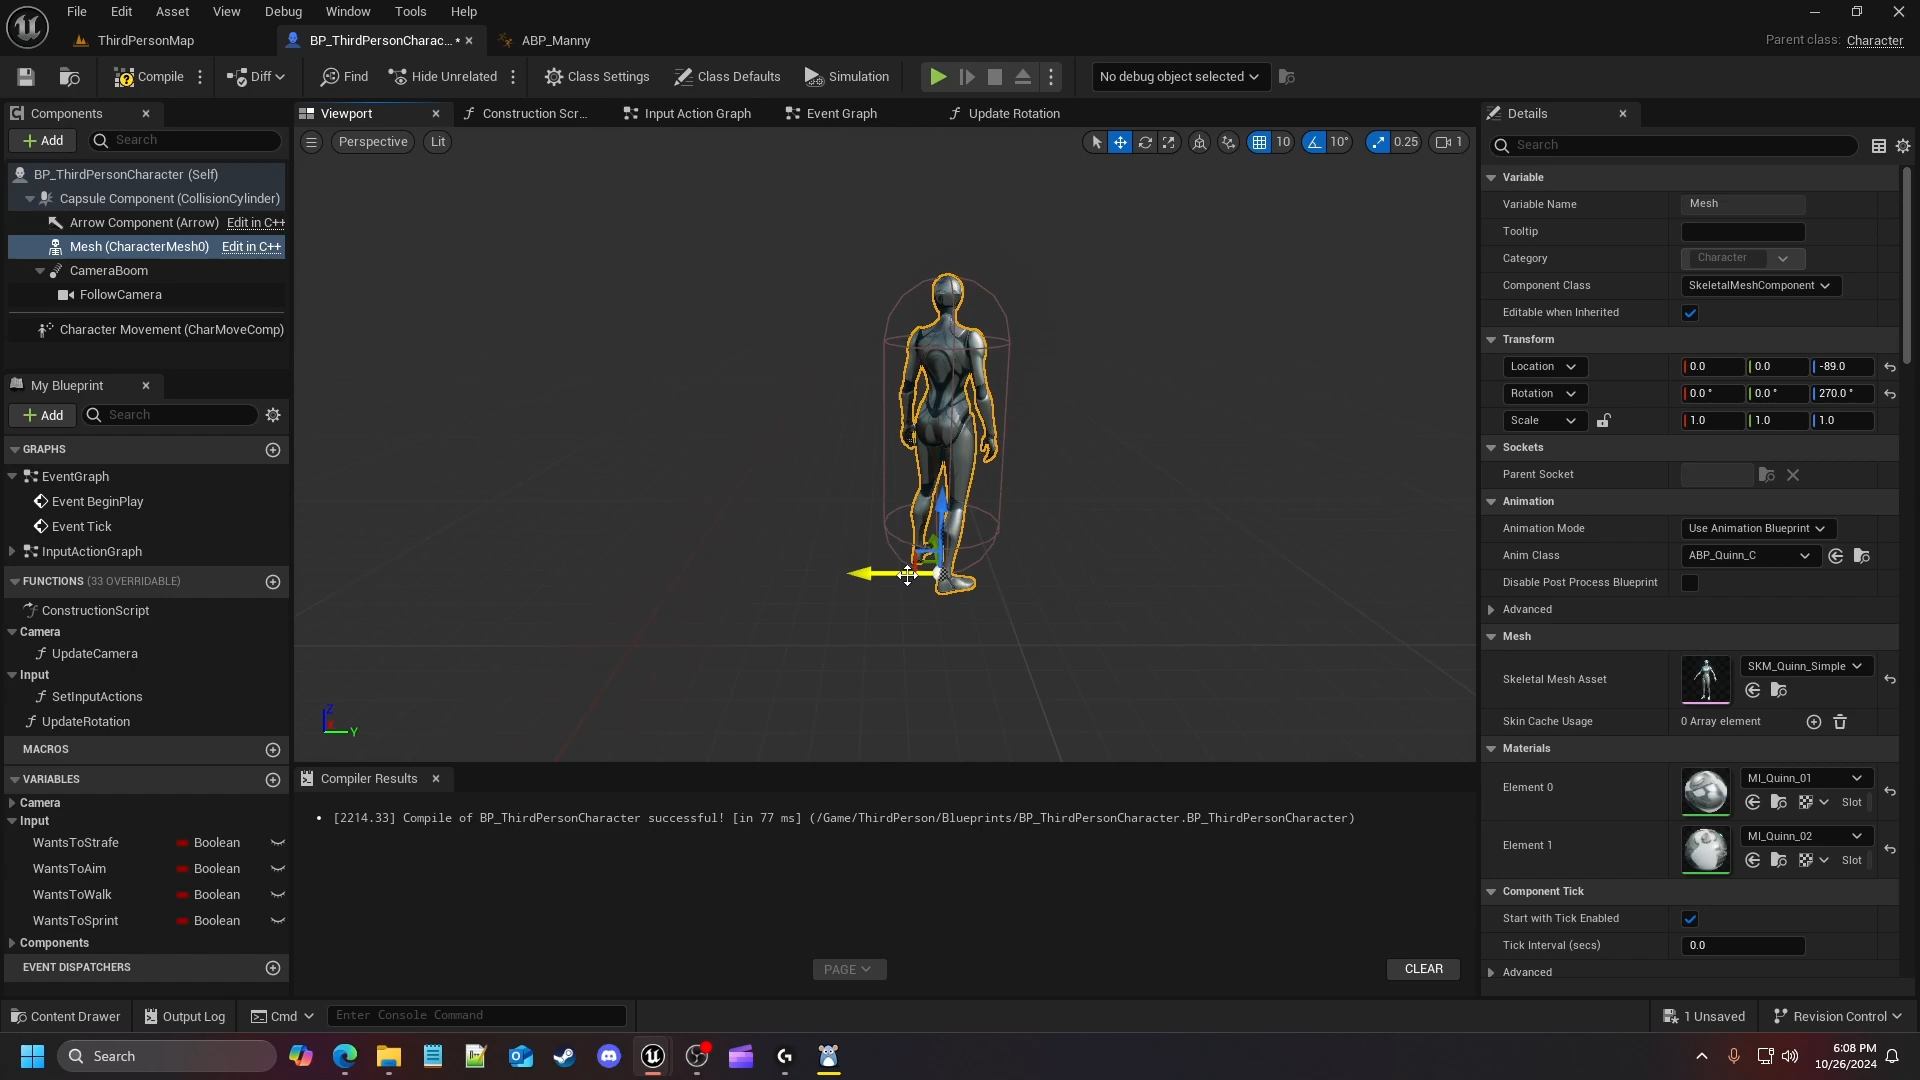 File Edit Asset View Debug Window Tools Help
ThirdPersonMap BP_ThirdPersonCharac... • ABP_Manny Parent class: Character
Compile Diff Find Hide Unrelated Class Settings Class Defaults Simulation No debug object selected
Components Viewport Construction Scr... Input Action Graph Event Graph Update Rotation Details
Add Search Perspective Lit 10 10° 0.25 1 Search
BP_ThirdPersonCharacter (Self)
Capsule Component (CollisionCylinder)
Arrow Component (Arrow) Edit in C++
Mesh (CharacterMesh0) Edit in C++
CameraBoom
FollowCamera
Character Movement (CharMoveComp)
My Blueprint
Add Search
GRAPHS
EventGraph
Event BeginPlay
Event Tick
InputActionGraph
FUNCTIONS (33 OVERRIDABLE)
ConstructionScript
Camera
UpdateCamera
Input
SetInputActions
UpdateRotation
MACROS
VARIABLES
Camera
Input
WantsToStrafe Boolean
WantsToAim Boolean
WantsToWalk Boolean
WantsToSprint Boolean
Components
EVENT DISPATCHERS
Z
X
Y
Compiler Results
• [2214.33] Compile of BP_ThirdPersonCharacter successful! [in 77 ms] (/Game/ThirdPerson/Blueprints/BP_ThirdPersonCharacter.BP_ThirdPersonCharacter)
PAGE CLEAR
Variable
Variable Name Mesh
Tooltip
Category Character
Component Class SkeletalMeshComponent
Editable when Inherited
Transform
Location 0.0 0.0 -89.0
Rotation 0.0 ° 0.0 ° 270.0 °
Scale 1.0 1.0 1.0
Sockets
Parent Socket
Animation
Animation Mode Use Animation Blueprint
Anim Class ABP_Quinn_C
Disable Post Process Blueprint
Advanced
Mesh
Skeletal Mesh Asset SKM_Quinn_Simple
Skin Cache Usage 0 Array element
Materials
Element 0 MI_Quinn_01
Slot
Element 1 MI_Quinn_02
Slot
Component Tick
Start with Tick Enabled
Tick Interval (secs) 0.0
Advanced
Content Drawer Output Log Cmd Enter Console Command 1 Unsaved Revision Control
Search 6:08 PM
10/26/2024